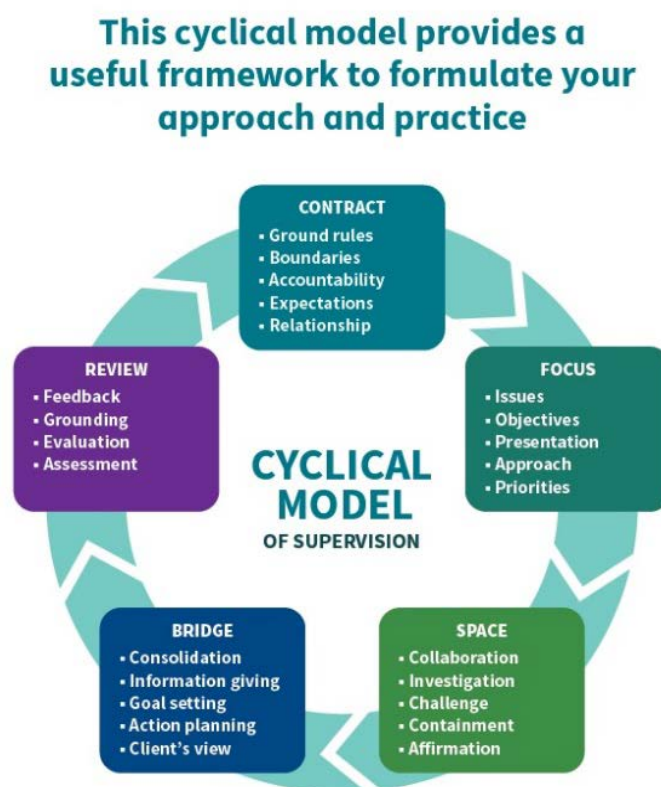 This cyclical model provides a
useful framework to formulate your
approach and practice
CONTRACT
▪ Ground rules
▪ Boundaries
▪ Accountability
▪ Expectations
▪ Relationship
REVIEW
▪ Feedback
▪ Grounding
▪ Evaluation
▪ Assessment
FOCUS
▪ Issues
▪ Objectives
▪ Presentation
▪ Approach
▪ Priorities
CYCLICAL
MODEL
OF SUPERVISION
BRIDGE
▪ Consolidation
▪ Information giving
▪ Goal setting
▪ Action planning
▪ Client's view
SPACE
▪ Collaboration
▪ Investigation
▪ Challenge
▪ Containment
▪ Affirmation